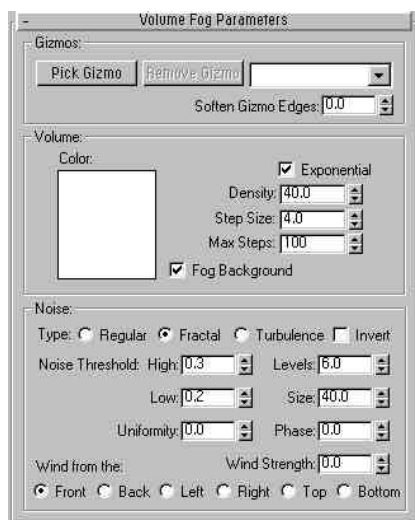 - Volume Fog Parameters
Gizmos:
Pick Gizmo Remove Gizmo
Soften Gizmo Edges: 0.0
Volume:
Color:
Exponential
Density: 40.0
Step Size: 4.0
Max Steps: 100
Fog Background
Noise:
Type: Regular Fractal Turbulence Invert
Noise Threshold: High: 0.3 Levels: 6.0
Low: 0.2 Size: 40.0
Uniformity: 0.0 Phase: 0.0
Wind from the: Wind Strength: 0.0
Front Back Left Right Top Bottom